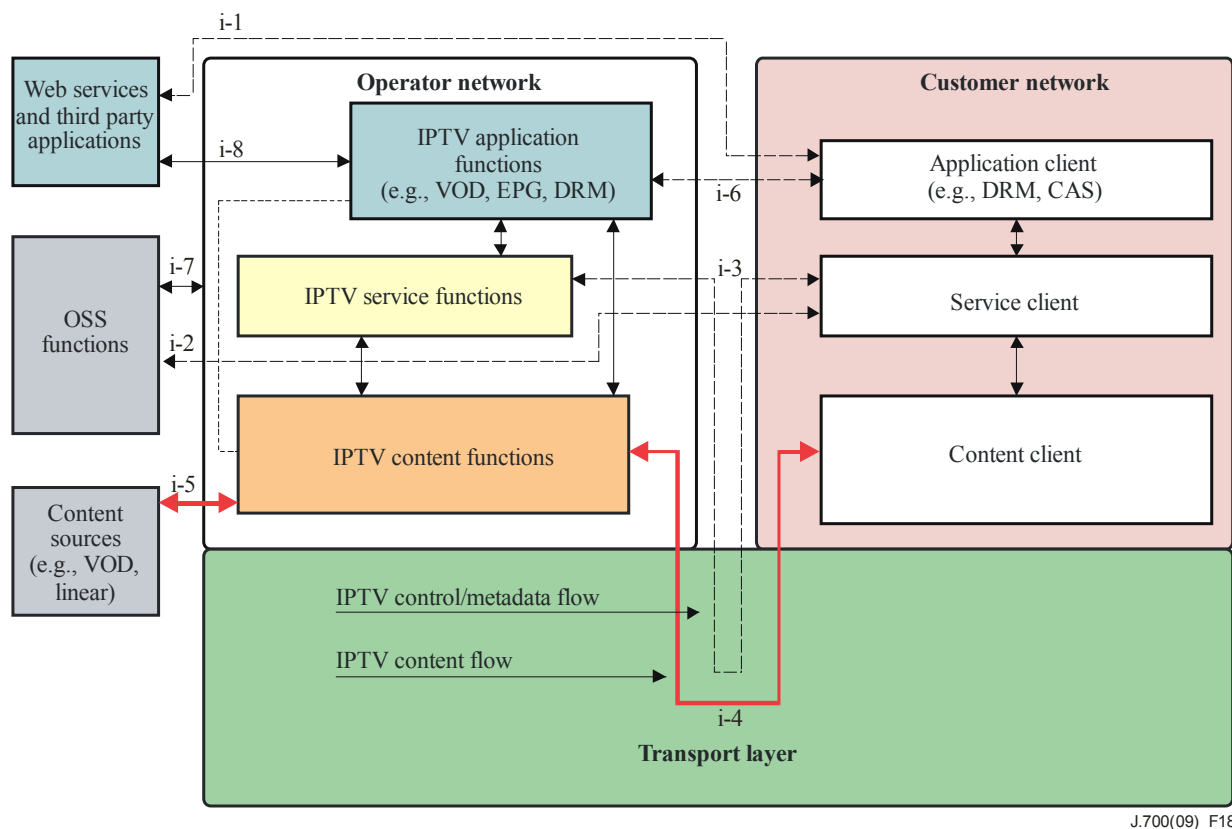 i-1
Web services
and third party
applications
Operator network
Customer network
i-8
IPTV application
functions
(e.g., VOD, EPG, DRM)
i-6
Application client
(e.g., DRM, CAS)
OSS
functions
i-7
i-2
IPTV service functions
i-3
Service client
Content
sources
(e.g., VOD,
linear)
i-5
IPTV content functions
Content client
IPTV control/metadata flow
IPTV content flow
i-4
Transport layer
J.700(09)_F18